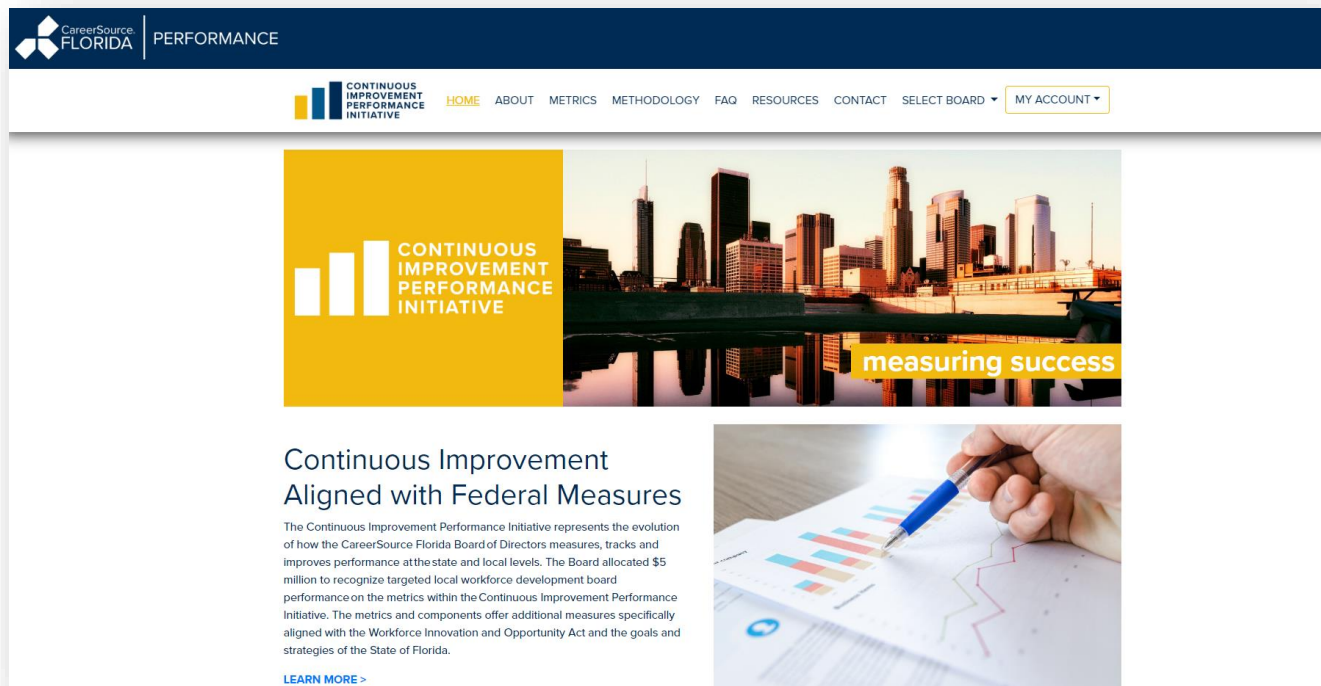 CareerSource.
FLORIDA
PERFORMANCE
CONTINUOUS
IMPROVEMENT
PERFORMANCE
INITIATIVE
HOME ABOUT METRICS METHODOLOGY FAQ RESOURCES CONTACT SELECT BOARD MY ACCOUNT
CONTINUOUS
IMPROVEMENT
PERFORMANCE
INITIATIVE
measuring success
Continuous Improvement
Aligned with Federal Measures
The Continuous Improvement Performance Initiative represents the evolution
of how the CareerSource Florida Board of Directors measures, tracks and
improves performance at the state and local levels. The Board allocated $5
million to recognize targeted local workforce development board
performance on the metrics within the Continuous Improvement Performance
Initiative. The metrics and components offer additional measures specifically
aligned with the Workforce Innovation and Opportunity Act and the goals and
strategies of the State of Florida.
LEARN MORE >